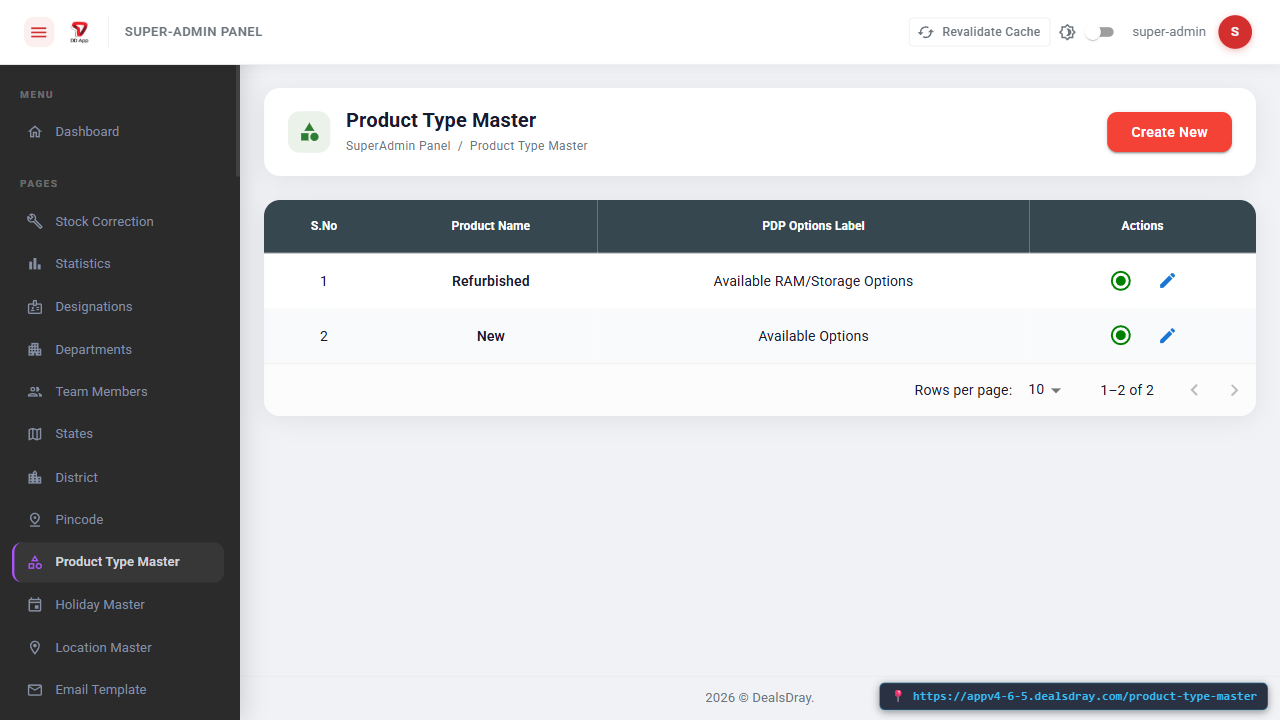 DD App
SUPER-ADMIN PANEL
Revalidate Cache
super-admin
S
MENU
Dashboard
PAGES
Stock Correction
Statistics
Designations
Departments
Team Members
States
District
Pincode
Product Type Master
Holiday Master
Location Master
Email Template
Product Type Master
SuperAdmin Panel / Product Type Master
Create New
S.No Product Name PDP Options Label Actions
1 Refurbished Available RAM/Storage Options
2 New Available Options
Rows per page: 10 1–2 of 2
2026 © DealsDray.
https://appv4-6-5.dealsdray.com/product-type-master